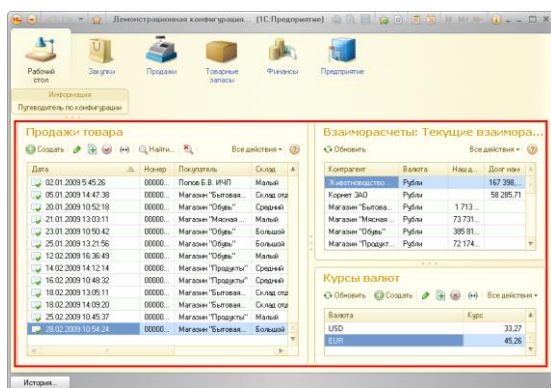 Демонстрационная конфигурация... (1С:Предприятие)
M M+ M-
Рабочий стол
Закупки
Продажи
Товарные запасы
Финансы
Предприятие
Информация
Путеводитель по конфигурации
Продажи товара
Создать Найти... Все действия
Дата Номер Покупатель Склад
02.01.2009 5:45:26 00000... Попов Б.В. ИЧП Малый
05.01.2009 14:47:38 00000... Магазин "Бытовая... Склад отд
20.01.2009 10:52:18 00000... Магазин "Обувь" Средний
21.01.2009 13:03:11 00000... Магазин "Мясная ... Малый
23.01.2009 10:50:42 00000... Магазин "Обувь" Большой
25.01.2009 13:21:56 00000... Магазин "Обувь" Большой
12.02.2009 16:36:49 00000... Магазин "Обувь" Малый
14.02.2009 14:12:14 00000... Магазин "Продукты" Средний
16.02.2009 10:48:32 00000... Магазин "Продукты" Средний
18.02.2009 13:05:11 00000... Магазин "Бытовая... Склад отд
18.02.2009 14:09:20 00000... Магазин "Бытовая... Склад отд
25.02.2009 10:45:37 00000... Магазин "Продукты" Малый
28.02.2009 10:54:24 00000... Магазин "Бытовая... Большой
Взаиморасчеты: Текущие взаимора...
Обновить Все действия
Контрагент Валюта Наш д... Долг нам
Животноводство ... Рубли 167 398,...
Корнет ЗАО Рубли 58 285,71
Магазин "Бытова... Рубли 1 713 ...
Магазин "Мясная ... Рубли 73 731...
Магазин "Обувь" Рубли 385 81...
Магазин "Продукт... Рубли 72 174...
Курсы валют
Обновить Создать Все действия
Валюта Курс
USD 33,27
EUR 45,26
История...